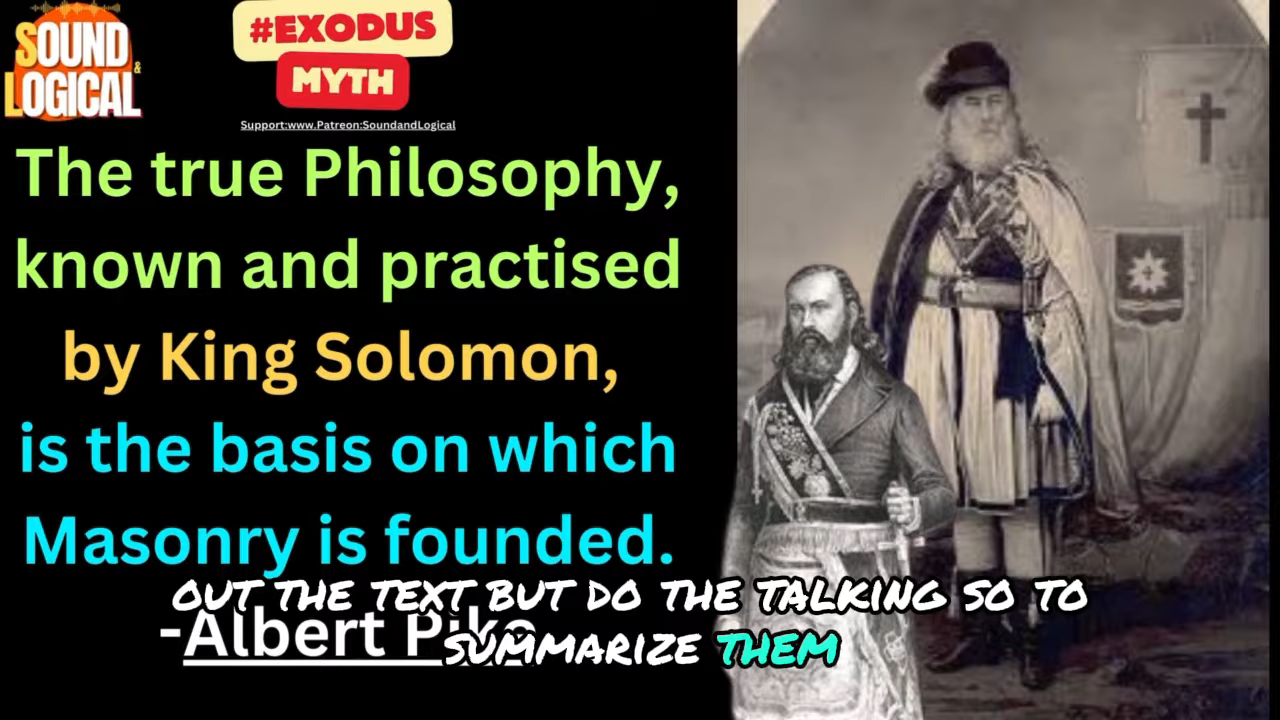 SOUND
& LOGICAL
#EXODUS
MYTH
Support:www.Patreon:SoundandLogical
The true Philosophy,
known and practised
by King Solomon,
is the basis on which
Masonry is founded.
-Albert Pike
OUT THE TEXT BUT DO THE TALKING SO TO
SUMMARIZE THEM